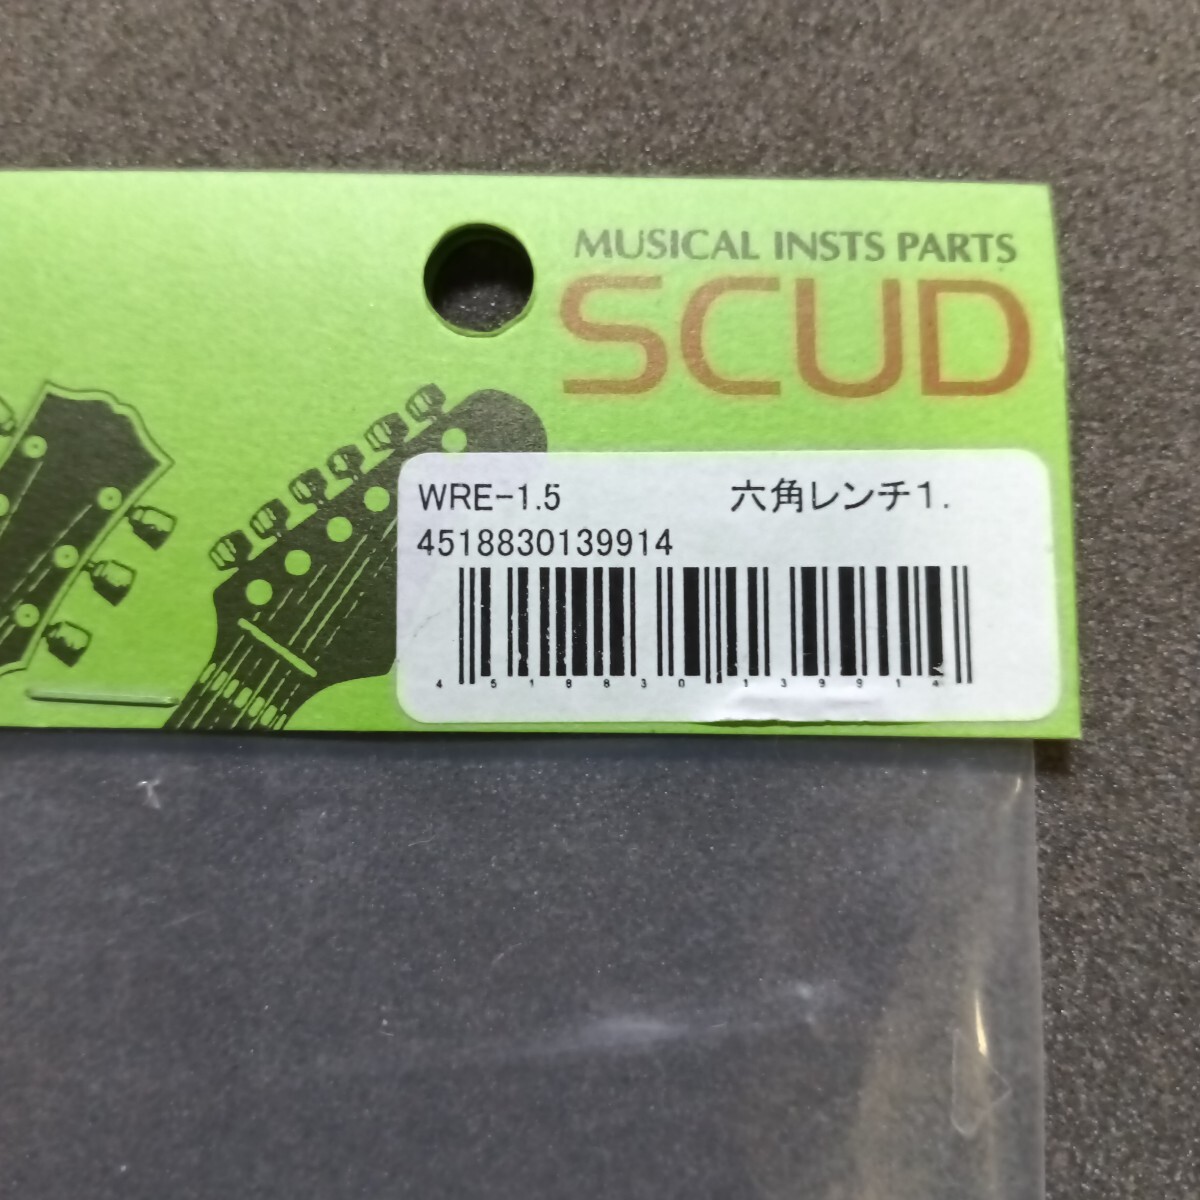 MUSICAL INSTS PARTS
SCUD
WRE-1.5 六角レンチ1.
4518830139914
4 518830 139914